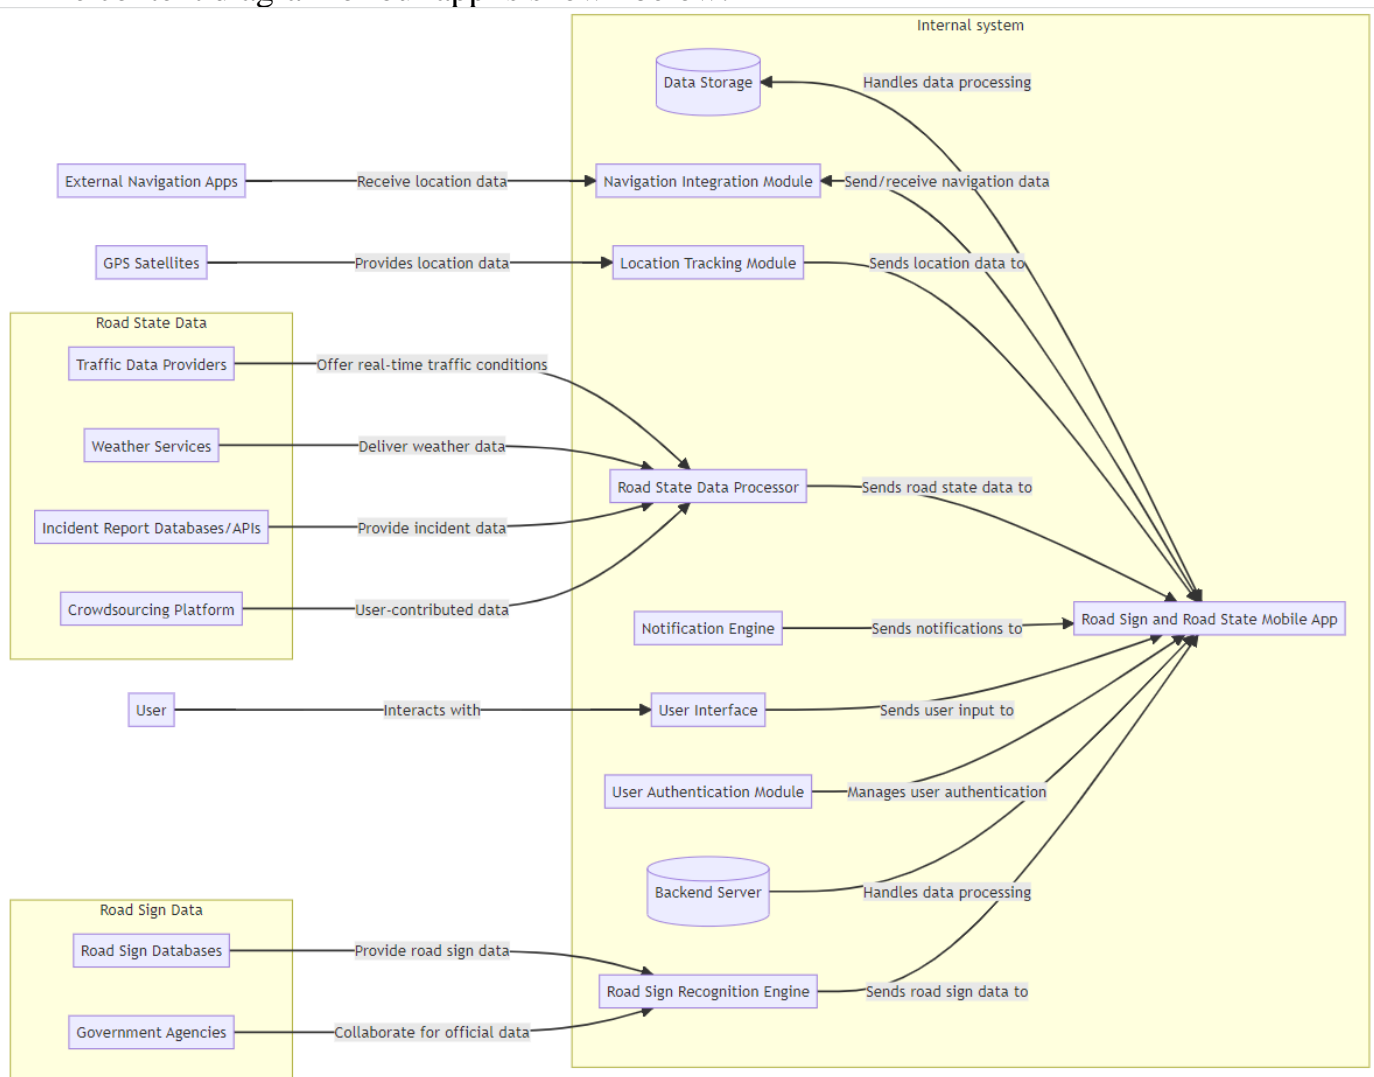 Internal system
Data Storage
Handles data processing
External Navigation Apps
Receive location data
Navigation Integration Module
Send/receive navigation data
GPS Satellites
Provides location data
Location Tracking Module
Sends location data to
Road State Data
Traffic Data Providers
Offer real-time traffic conditions
Weather Services
Deliver weather data
Road State Data Processor
Sends road state data to
Incident Report Databases/APIs
Provide incident data
Crowdsourcing Platform
User-contributed data
Notification Engine
Sends notifications to
Road Sign and Road State Mobile App
User
Interacts with
User Interface
Sends user input to
User Authentication Module
Manages user authentication
Backend Server
Handles data processing
Road Sign Data
Road Sign Databases
Provide road sign data
Road Sign Recognition Engine
Sends road sign data to
Government Agencies
Collaborate for official data